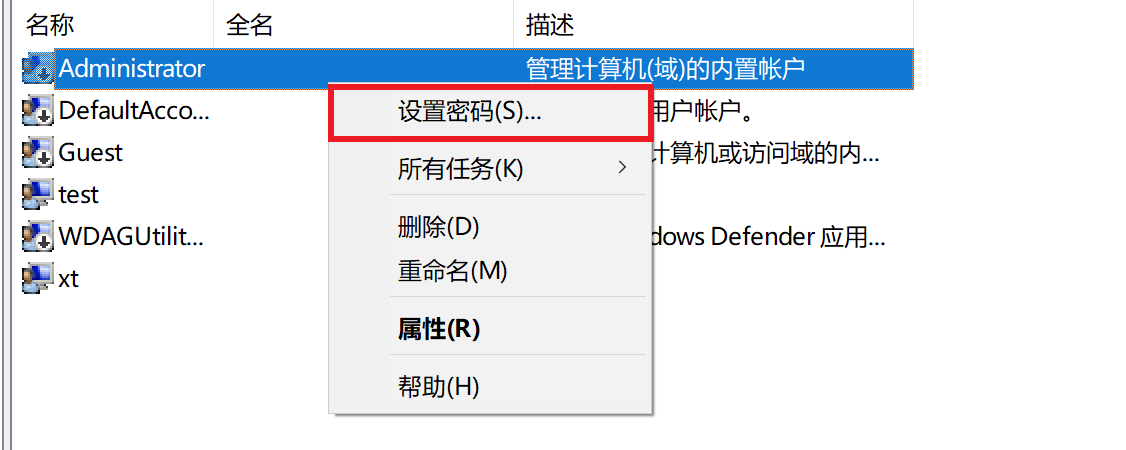 名称 全名 描述
Administrator 管理计算机(域)的内置帐户
设置密码(S)...
DefaultAcco... 用户帐户。
Guest 计算机或访问域的内...
所有任务(K)
test
删除(D)
WDAGUtilit... dows Defender 应用...
重命名(M)
xt
属性(R)
帮助(H)